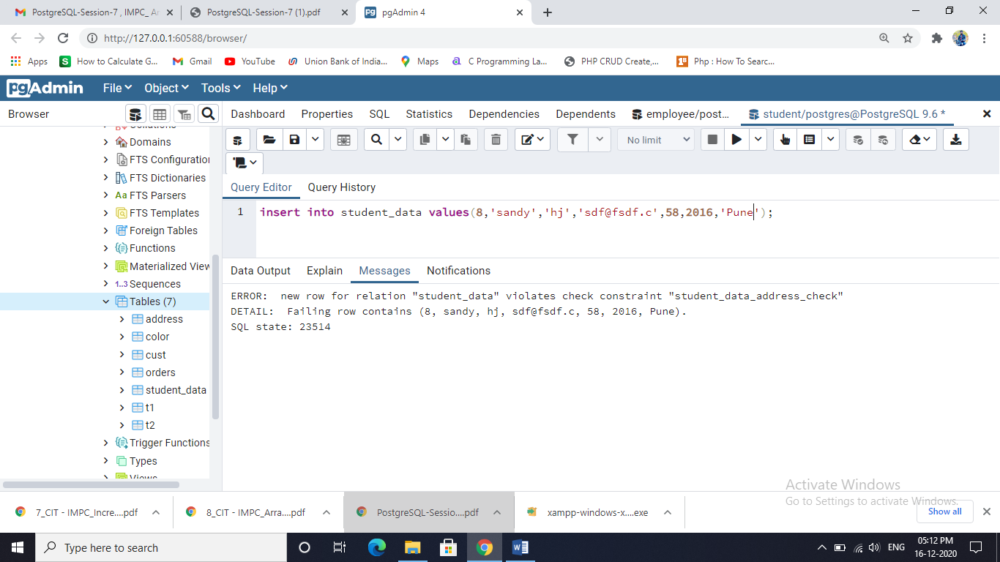 PostgreSQL-Session-7 , IMPC_ Ar
PostgreSQL-Session-7 (1).pdf
pgAdmin 4
http://127.0.0.1:60588/browser/
Apps
How to Calculate G...
Gmail
YouTube
Union Bank of India...
Maps
C Programming La...
PHP CRUD Create,...
Php : How To Searc...
pgAdmin
File
Object
Tools
Help
Browser
Dashboard
Properties
SQL
Statistics
Dependencies
Dependents
employee/post...
student/postgres@PostgreSQL 9.6 *
No limit
Query Editor
Query History
1 insert into student_data values(8,'sandy','hj','sdf@fsdf.c',58,2016,'Pune');
Data Output
Explain
Messages
Notifications
ERROR:  new row for relation "student_data" violates check constraint "student_data_address_check"
DETAIL:  Failing row contains (8, sandy, hj, sdf@fsdf.c, 58, 2016, Pune).
SQL state: 23514
Domains
FTS Configuration
FTS Dictionaries
Aa FTS Parsers
FTS Templates
Foreign Tables
Functions
Materialized View
1..3 Sequences
Tables (7)
address
color
cust
orders
student_data
t1
t2
Trigger Functions
Types
Views
Activate Windows
Go to Settings to activate Windows.
7_CIT - IMPC_Incre....pdf
8_CIT - IMPC_Arra....pdf
PostgreSQL-Sessio....pdf
xampp-windows-x....exe
Show all
Type here to search
ENG
05:12 PM
16-12-2020